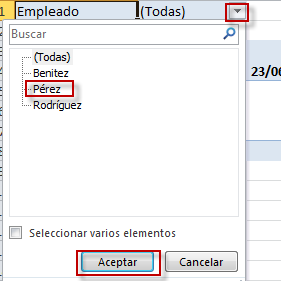 1 Empleado (Todas)
Buscar
(Todas)
Benitez
Pérez
Rodríguez
23/0
Seleccionar varios elementos
Aceptar Cancelar